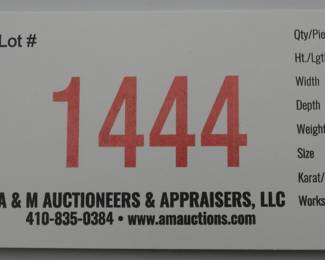 Lot #
Qty/Pie
Ht./Lgt
Width
1444
Depth
Weight
Size
Karat/
A & M AUCTIONEERS & APPRAISERS, LLC
Works
410-835-0384 • www.amauctions.com